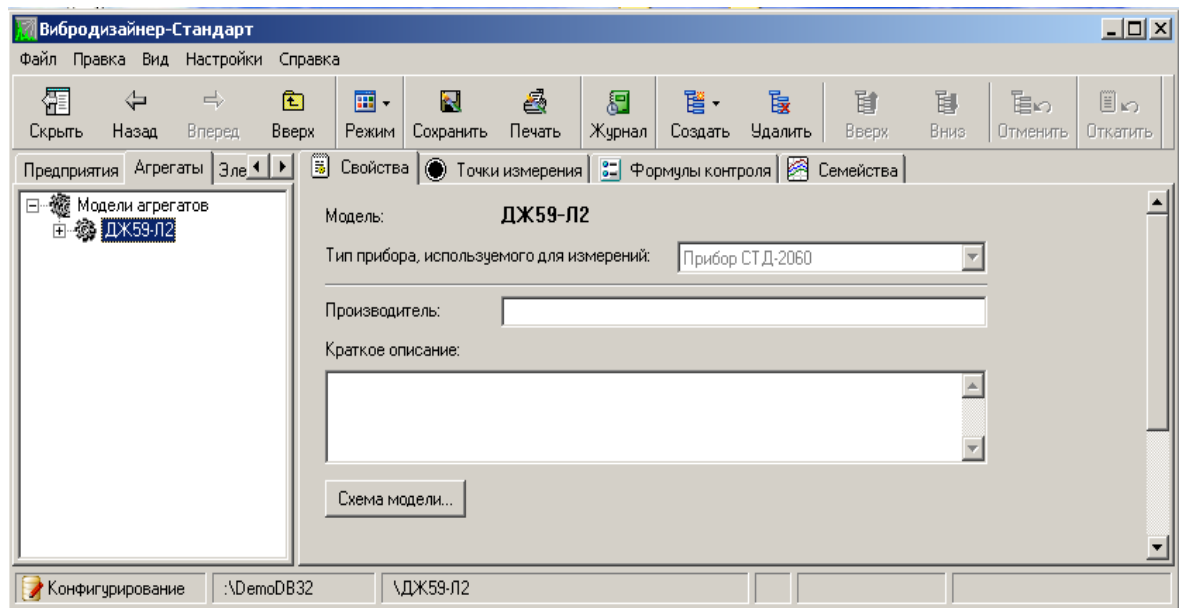 Вибродизайнер-Стандарт
Файл Правка Вид Настройки Справка
Скрыть Назад Вперед Вверх Режим Сохранить Печать Журнал Создать Удалить Вверх Вниз Отменить Откатить
Предприятия Агрегаты Эле Свойства Точки измерения Формулы контроля Семейства
Модели агрегатов
ДЖ59-Л2
Модель: ДЖ59-Л2
Тип прибора, используемого для измерений: Прибор СТД-2060
Производитель:
Краткое описание:
Схема модели...
Конфигурирование :\DemoDB32 \ДЖ59-Л2